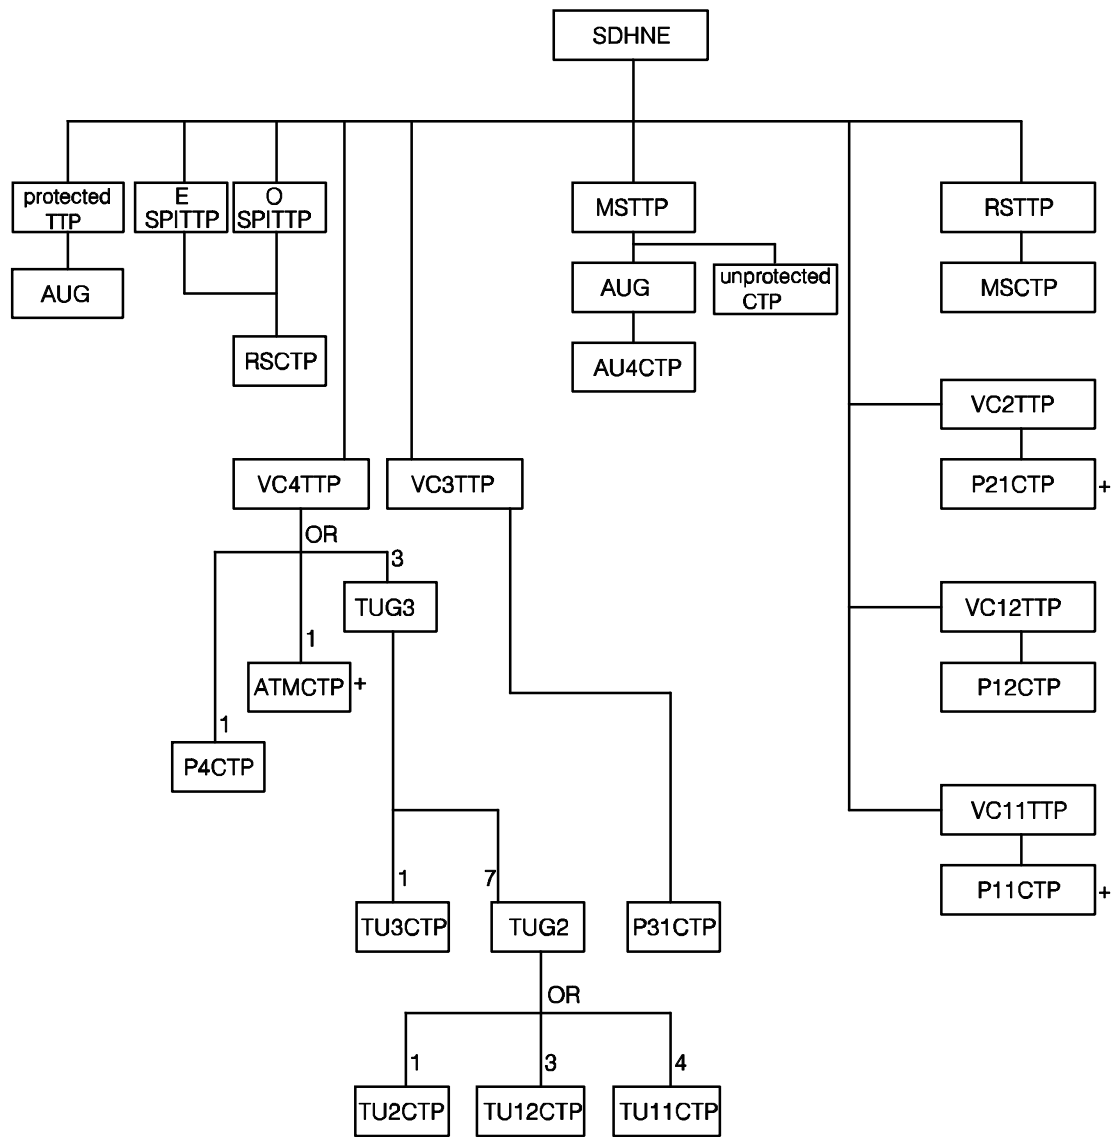 SDHNE
protected
TTP
E
SPITTP
O
SPITTP
MSTTP
RSTTP
AUG
AUG
unprotected
CTP
MSCTP
RSCTP
AU4CTP
VC2TTP
VC4TTP
VC3TTP
P21CTP +
OR
3
TUG3
VC12TTP
1
ATMCTP +
P12CTP
1
P4CTP
VC11TTP
1
7
P11CTP +
TU3CTP
TUG2
P31CTP
OR
1
3
4
TU2CTP
TU12CTP
TU11CTP